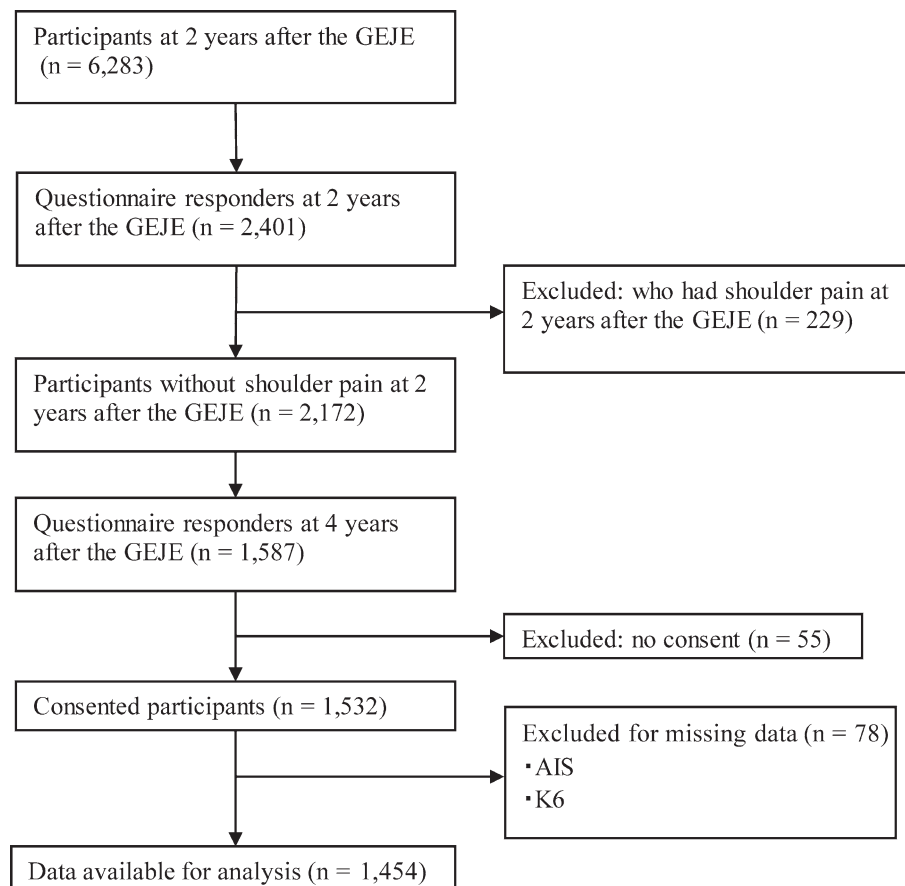 Participants at 2 years after the GEJE
(n = 6,283)
Questionnaire responders at 2 years
after the GEJE (n = 2,401)
Excluded: who had shoulder pain at
2 years after the GEJE (n = 229)
Participants without shoulder pain at 2
years after the GEJE (n = 2,172)
Questionnaire responders at 4 years
after the GEJE (n = 1,587)
Excluded: no consent (n = 55)
Consented participants (n = 1,532)
Excluded for missing data (n = 78)
・AIS
・K6
Data available for analysis (n = 1,454)